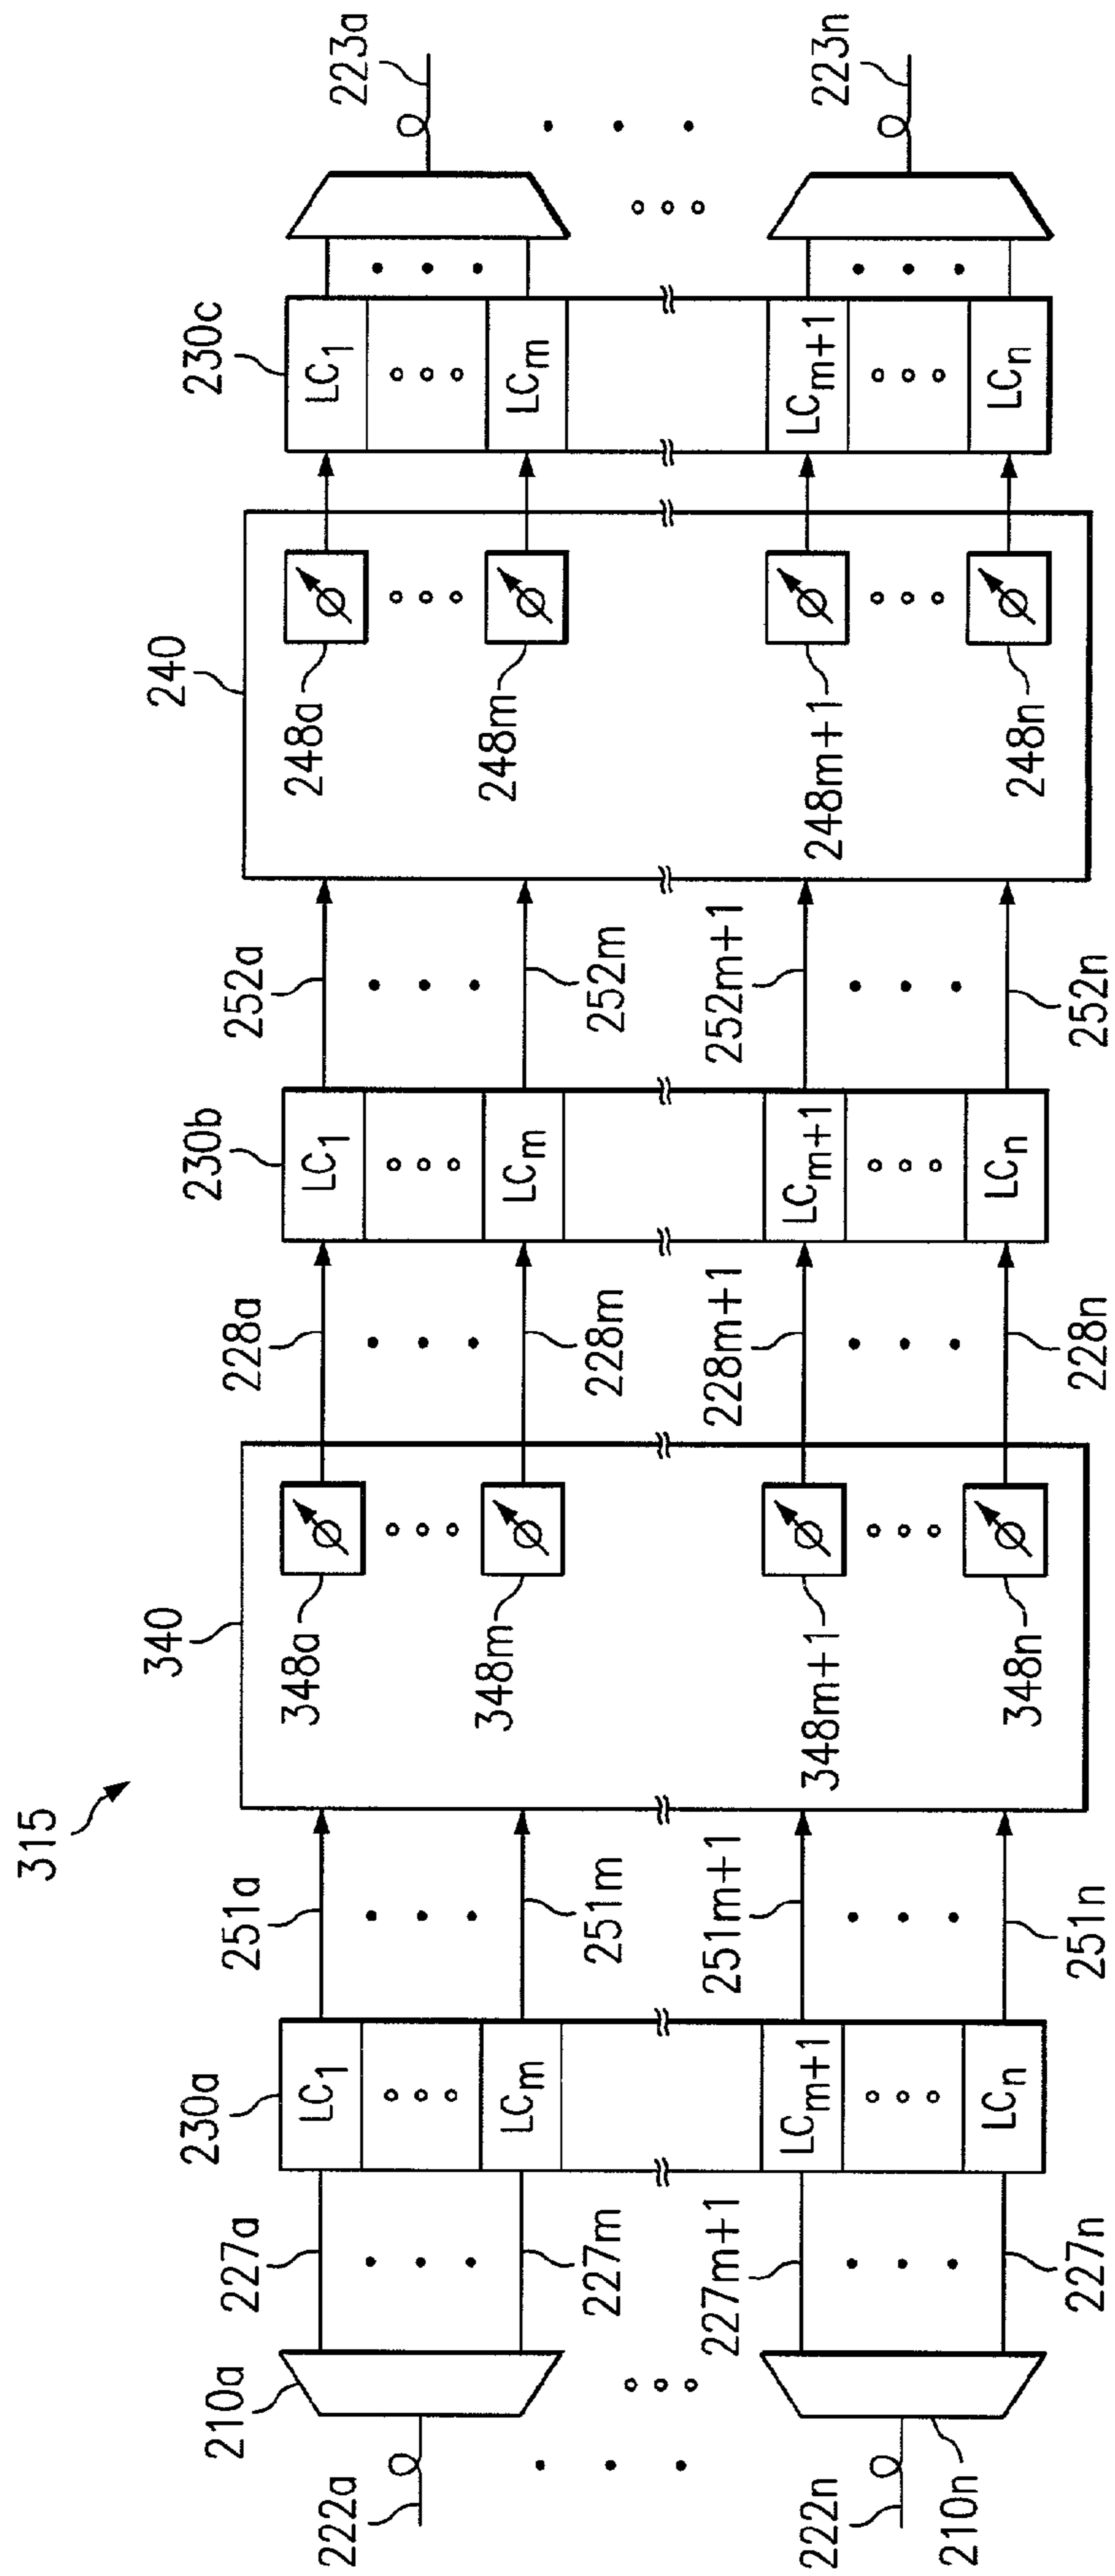 315
222a
210a
227a
230a
LC1
251a
340
348a
228a
230b
LC1
252a
240
248a
230c
LC1
223a
227m
LCm
251m
348m
228m
LCm
252m
248m
LCm
227m+1
LCm+1
251m+1
348m+1
228m+1
LCm+1
252m+1
248m+1
LCm+1
223n
222n
210n
227n
LCn
251n
348n
228n
LCn
252n
248n
LCn